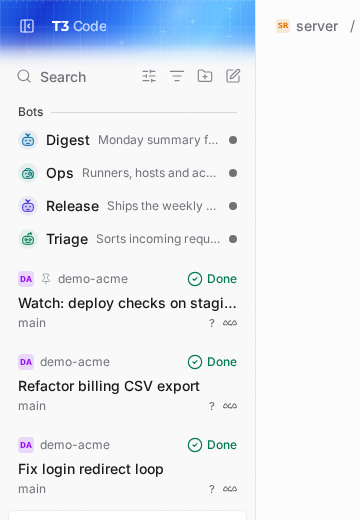 T3 Code
SR server /
Search
Bots
Digest Monday summary f...
Ops Runners, hosts and ac...
Release Ships the weekly ...
Triage Sorts incoming requ...
DA demo-acme Done
Watch: deploy checks on stagi...
main ?
DA demo-acme Done
Refactor billing CSV export
main ?
DA demo-acme Done
Fix login redirect loop
main ?